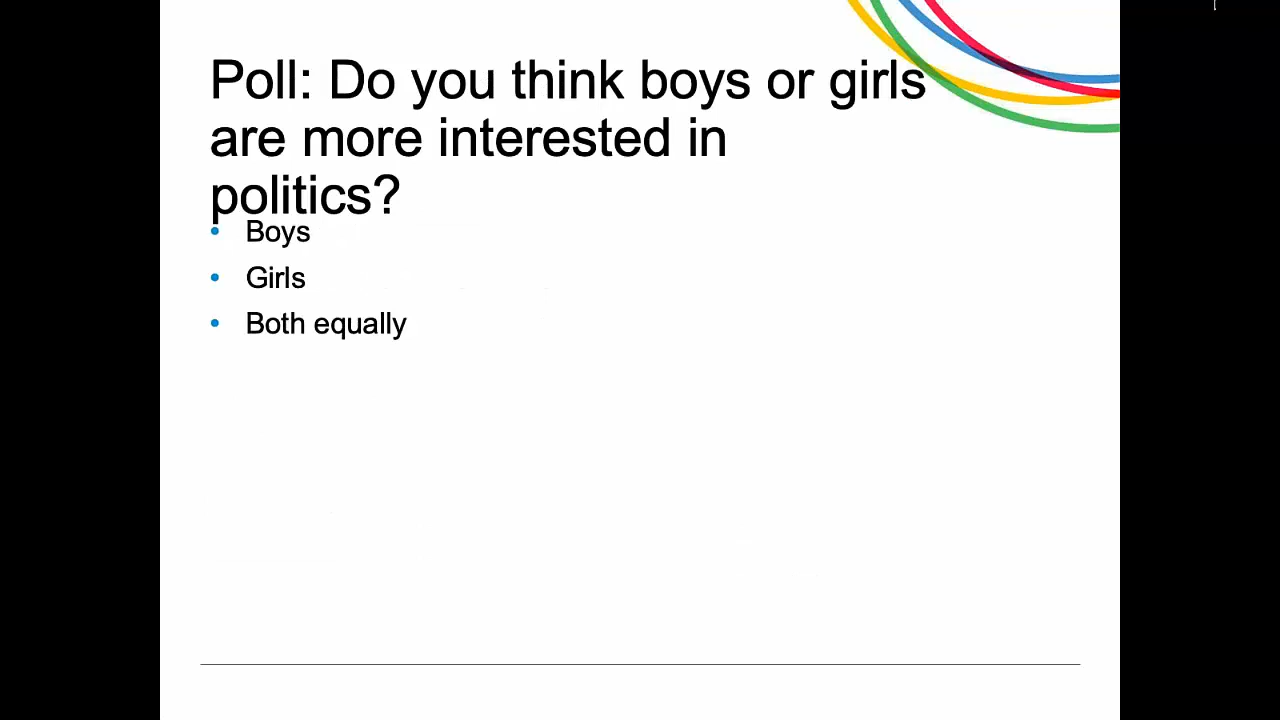 Poll: Do you think boys or girls
are more interested in
politics?
• Boys
• Girls
• Both equally